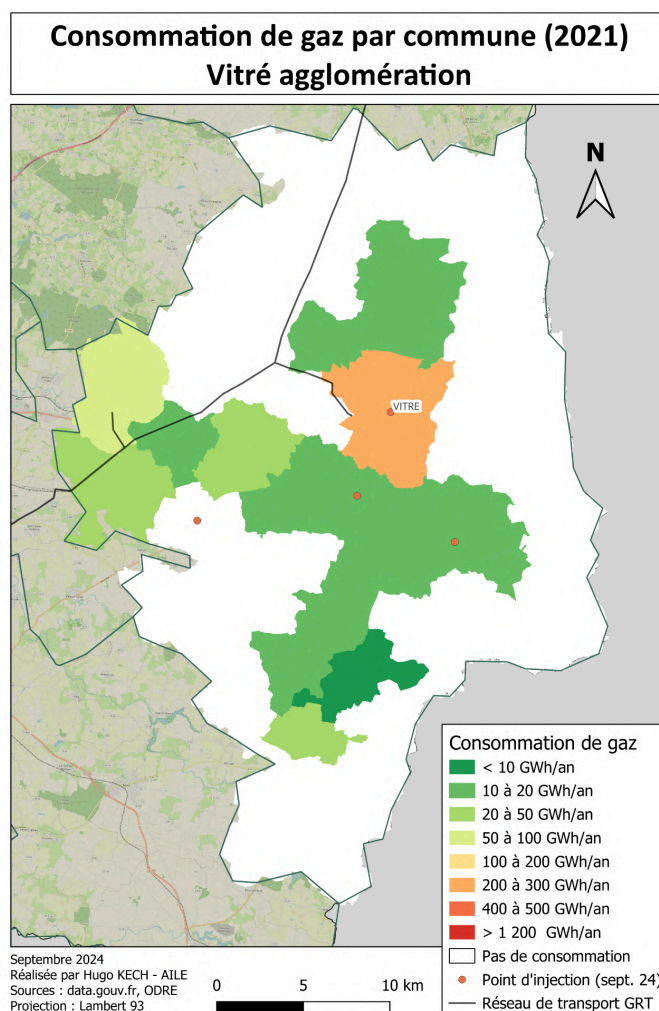 Consommation de gaz par commune (2021)
Vitré agglomération
N
VITRE
Consommation de gaz
< 10 GWh/an
10 à 20 GWh/an
20 à 50 GWh/an
50 à 100 GWh/an
100 à 200 GWh/an
200 à 300 GWh/an
400 à 500 GWh/an
> 1 200 GWh/an
Pas de consommation
Point d'injection (sept. 24)
Réseau de transport GRT
Septembre 2024
Réalisée par Hugo KECH - AILE
Sources : data.gouv.fr, ODRE
Projection : Lambert 93
0 5 10 km